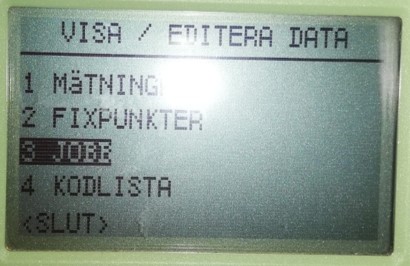 VISA / EDITERA DATA
1 MäTNING
2 FIXPUNKTER
3 JOBB
4 KODLISTA
<SLUT>